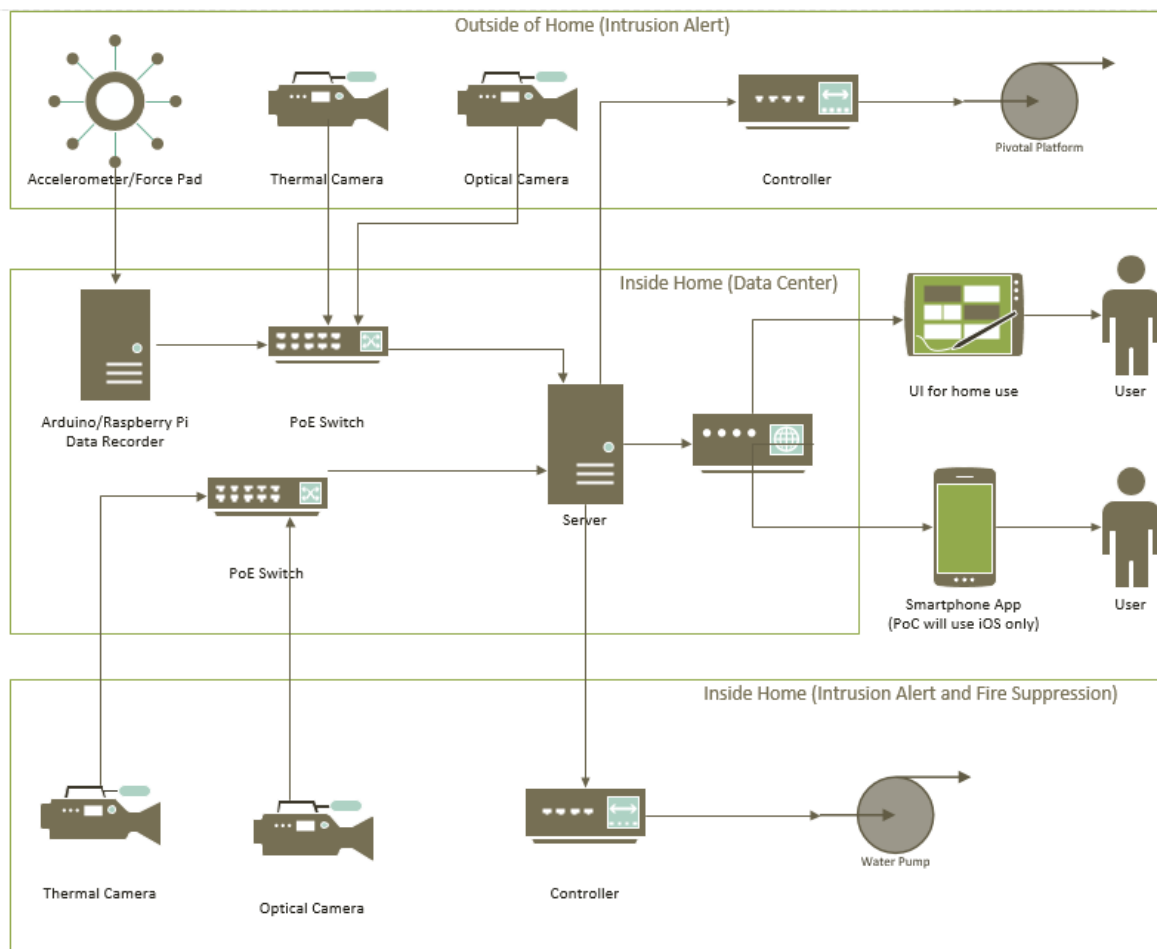 Outside of Home (Intrusion Alert)
Accelerometer/Force Pad
Thermal Camera
Optical Camera
Controller
Pivotal Platform
Inside Home (Data Center)
Arduino/Raspberry Pi
Data Recorder
PoE Switch
UI for home use
User
PoE Switch
Server
Smartphone App
(PoC will use iOS only)
User
Inside Home (Intrusion Alert and Fire Suppression)
Thermal Camera
Optical Camera
Controller
Water Pump